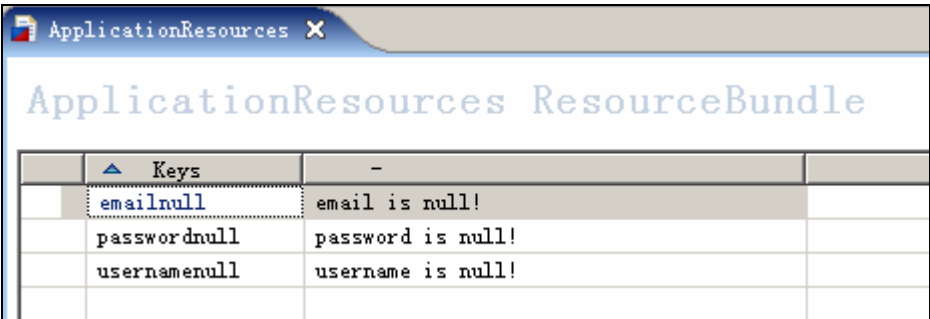 ApplicationResources
ApplicationResources ResourceBundle
Keys -
emailnull email is null!
passwordnull password is null!
usernamenull username is null!